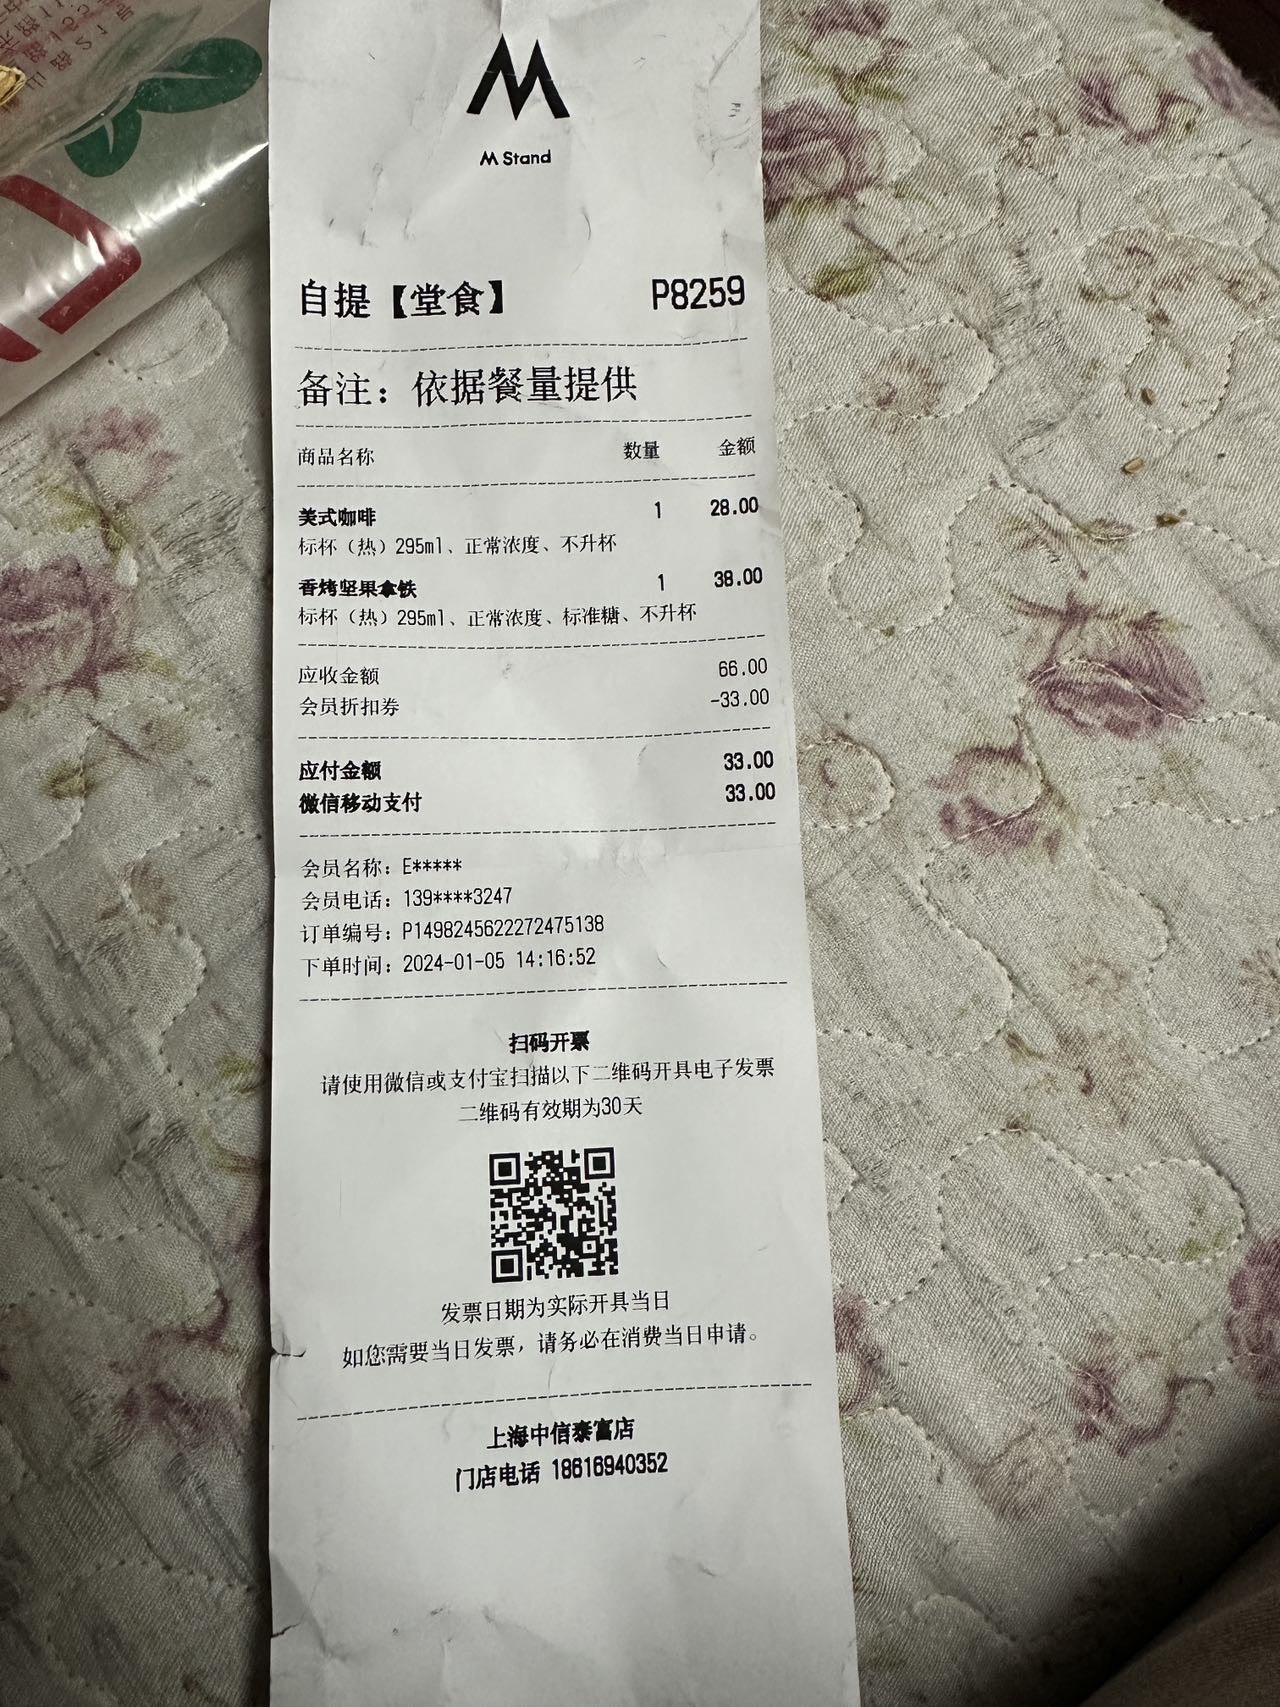 M Stand
自提【堂食】 P8259
备注：依据餐量提供
商品名称 数量 金额
美式咖啡 1 28.00
标杯（热）295ml、正常浓度、不升杯
香烤坚果拿铁 1 38.00
标杯（热）295ml、正常浓度、标准糖、不升杯
应收金额 66.00
会员折扣券 -33.00
应付金额 33.00
微信移动支付 33.00
会员名称：E*****
会员电话：139****3247
订单编号：P1498245622272475138
下单时间：2024-01-05 14:16:52
扫码开票
请使用微信或支付宝扫描以下二维码开具电子发票
二维码有效期为30天
发票日期为实际开具当日
如您需要当日发票，请务必在消费当日申请。
上海中信泰富店
门店电话 18616940352